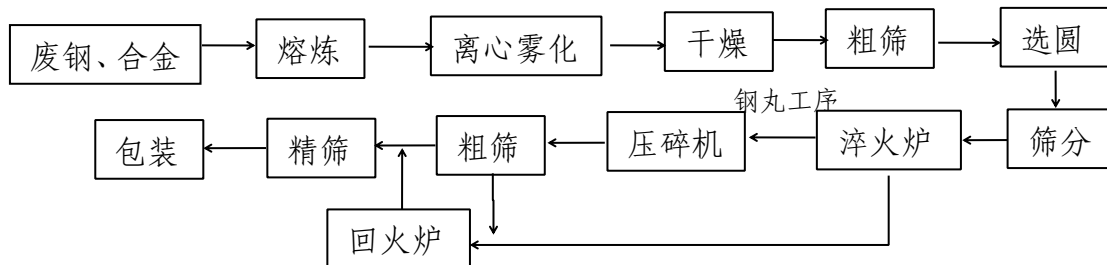 废钢、合金
熔炼
离心雾化
干燥
粗筛
选圆
钢丸工序
包装
精筛
粗筛
压碎机
淬火炉
筛分
回火炉